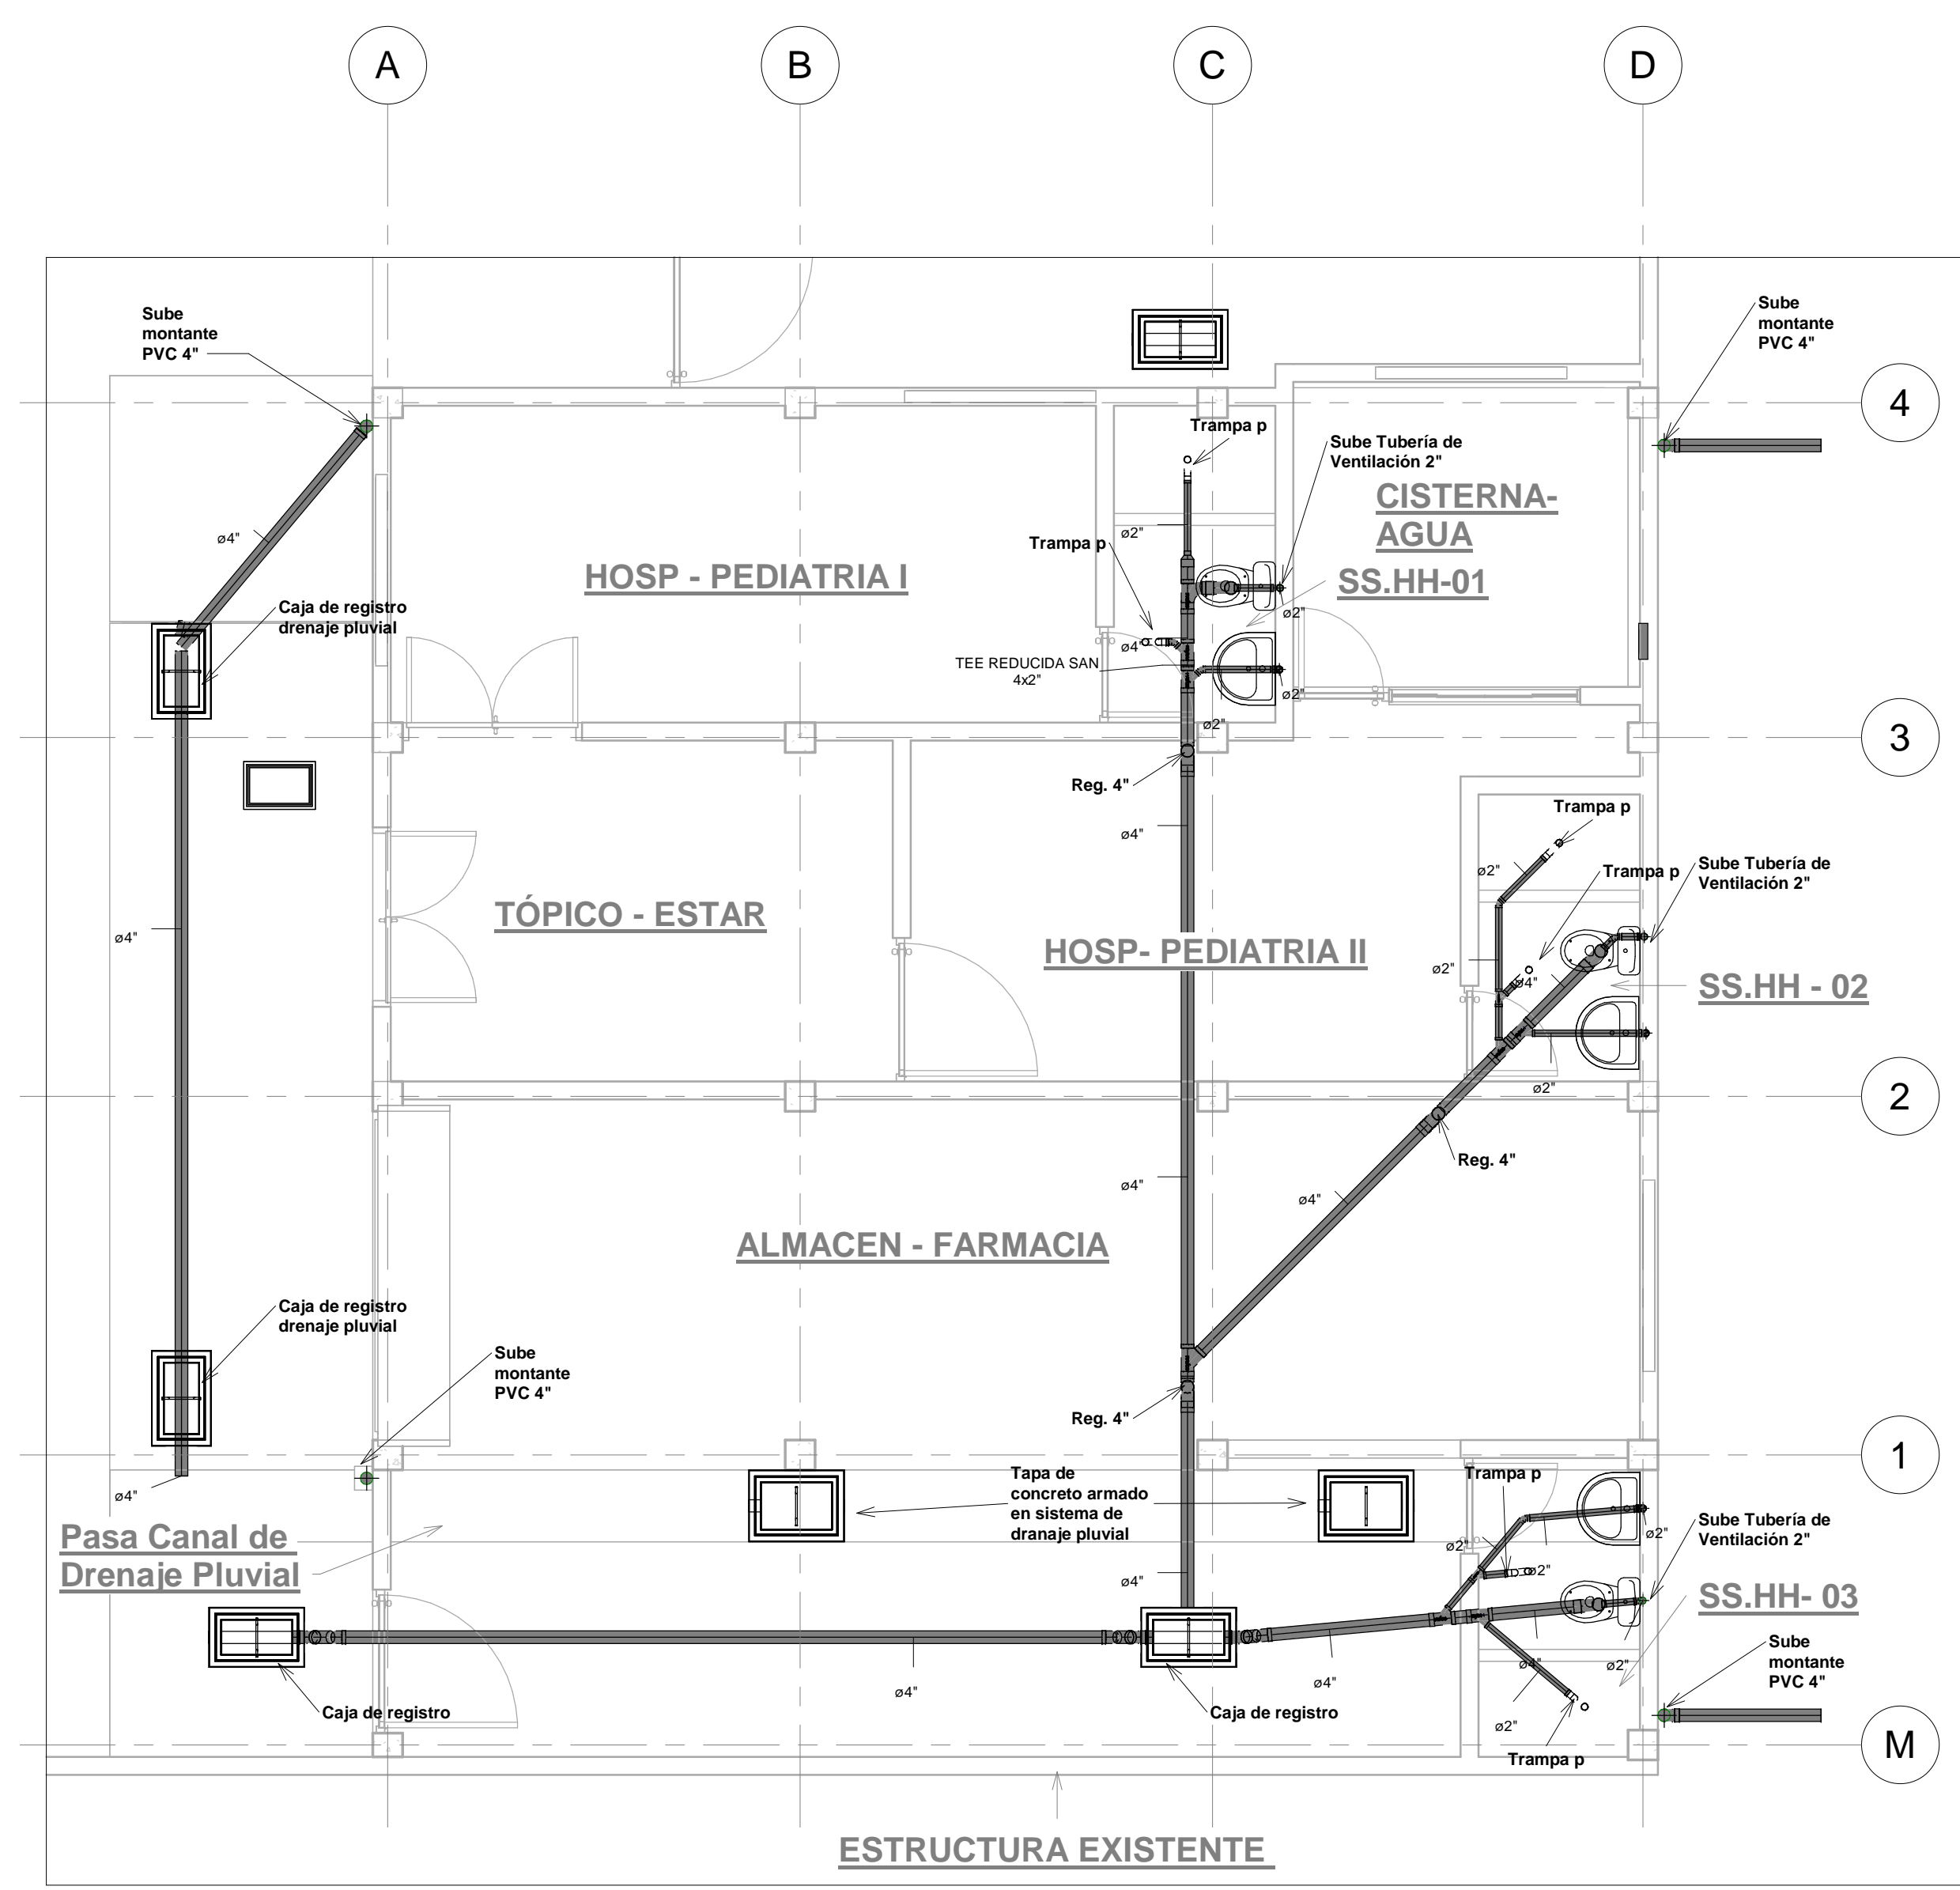 A
B
C
D
Sube
montante
PVC 4"
Sube
montante
PVC 4"
4
Trampa p
Sube Tubería de
Ventilación 2"
CISTERNA-
AGUA
ø4"
ø2"
Trampa p
HOSP - PEDIATRIA I
SS.HH-01
Caja de registro
drenaje pluvial
ø2"
ø4"
TEE REDUCIDA SAN
4x2"
ø2"
ø2"
3
Reg. 4"
Trampa p
ø4"
ø2"
Trampa p
Sube Tubería de
Ventilación 2"
TÓPICO - ESTAR
ø4"
HOSP- PEDIATRIA II
ø2"
ø4"
SS.HH - 02
ø2"
2
Reg. 4"
ø4"
ø4"
ALMACEN - FARMACIA
Caja de registro
drenaje pluvial
Sube
montante
PVC 4"
Reg. 4"
1
ø4"
Tapa de
concreto armado
en sistema de
dranaje pluvial
Trampa p
Pasa Canal de
Drenaje Pluvial
ø2"
ø2"
Sube Tubería de
Ventilación 2"
ø2"
ø4"
SS.HH- 03
ø4"
ø4"
ø4"
ø2"
Sube
montante
PVC 4"
Caja de registro
Caja de registro
ø2"
Trampa p
M
ESTRUCTURA EXISTENTE